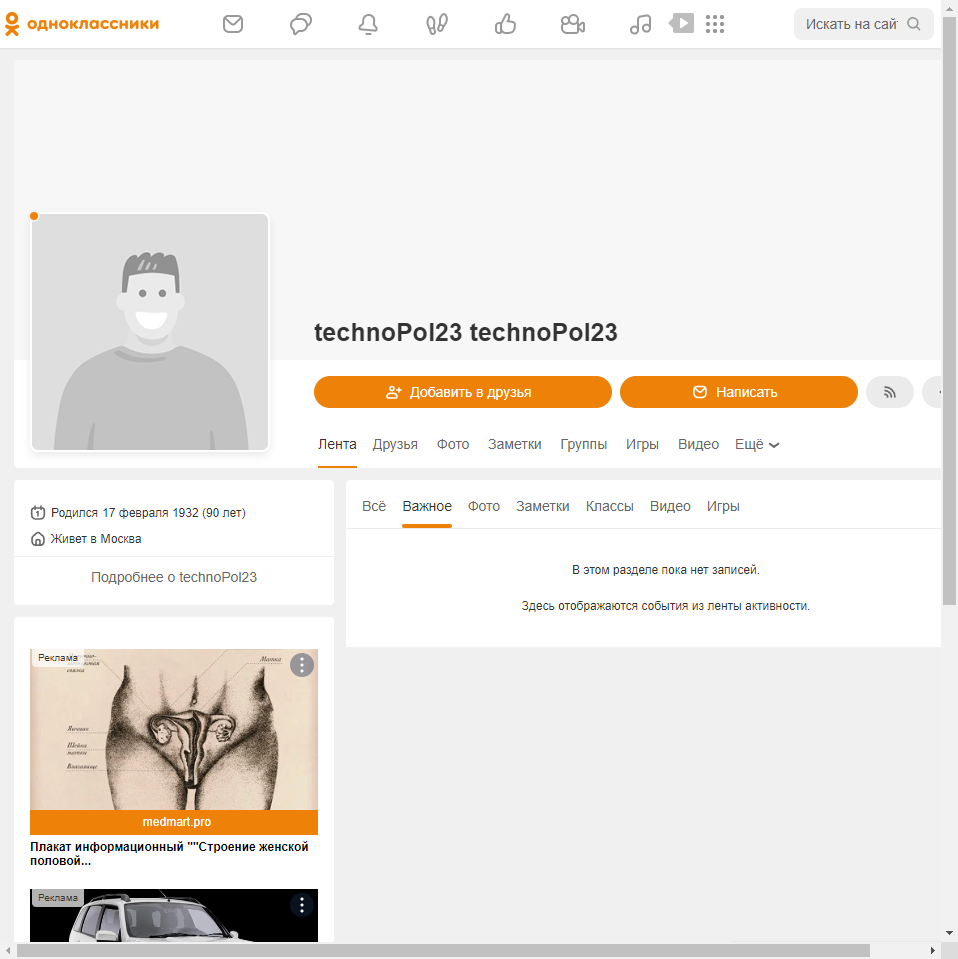 одноклассники
Искать на сай
technoPol23 technoPol23
Добавить в друзья
Написать
Лента Друзья Фото Заметки Группы Игры Видео Ещё
Родился 17 февраля 1932 (90 лет)
Живет в Москва
Подробнее о technoPol23
Всё Важное Фото Заметки Классы Видео Игры
В этом разделе пока нет записей.
Здесь отображаются события из ленты активности.
Реклама
Матка
Яичник
Шейка
матки
Влагалище
medmart.pro
Плакат информационный ""Строение женской
половой...
Реклама